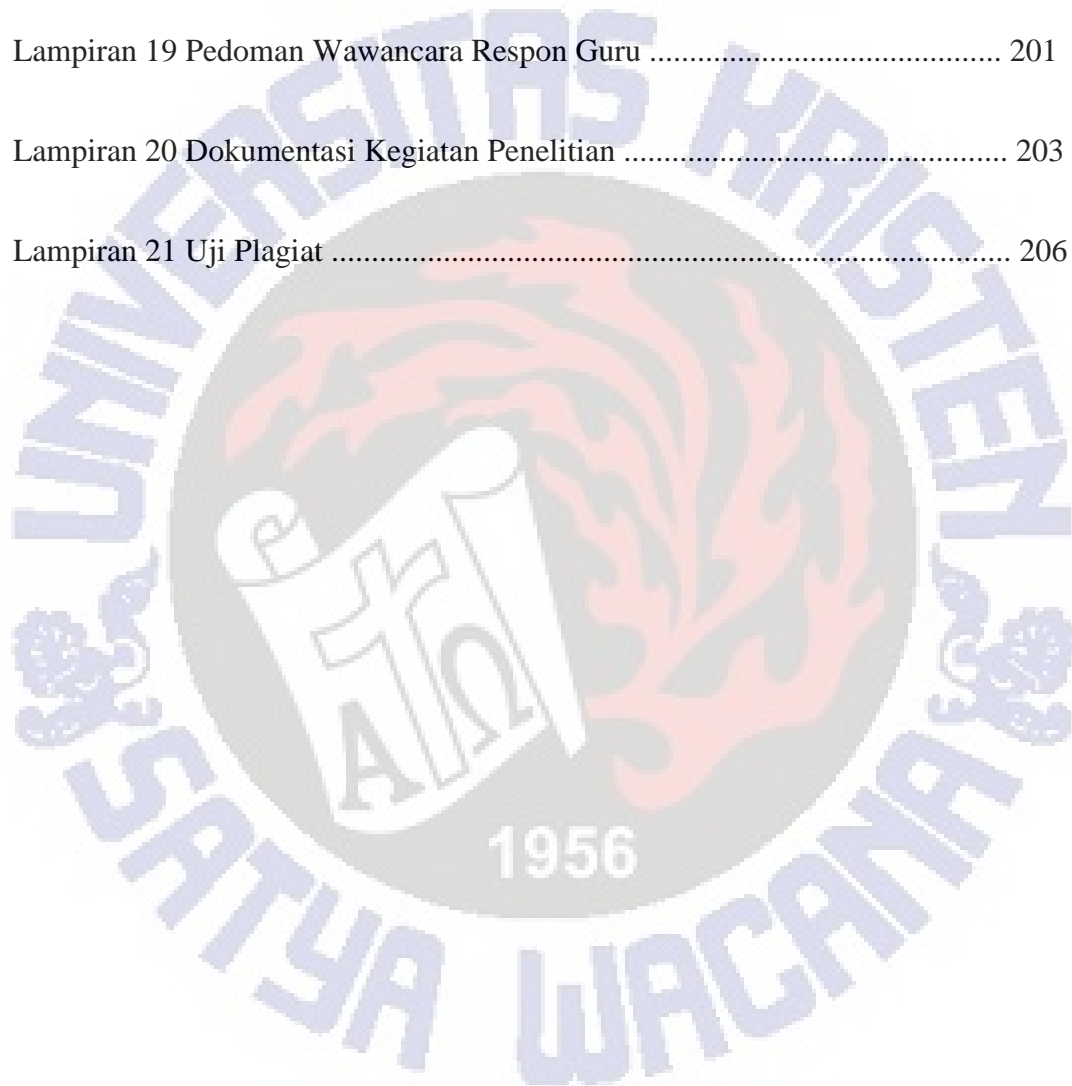 Lampiran 19 Pedoman Wawancara Respon Guru ............................................ 201
Lampiran 20 Dokumentasi Kegiatan Penelitian ................................................ 203
Lampiran 21 Uji Plagiat ..................................................................................... 206
UNIVERSITAS KRISTEN
ΑΩ
1956
SATYA WACANA